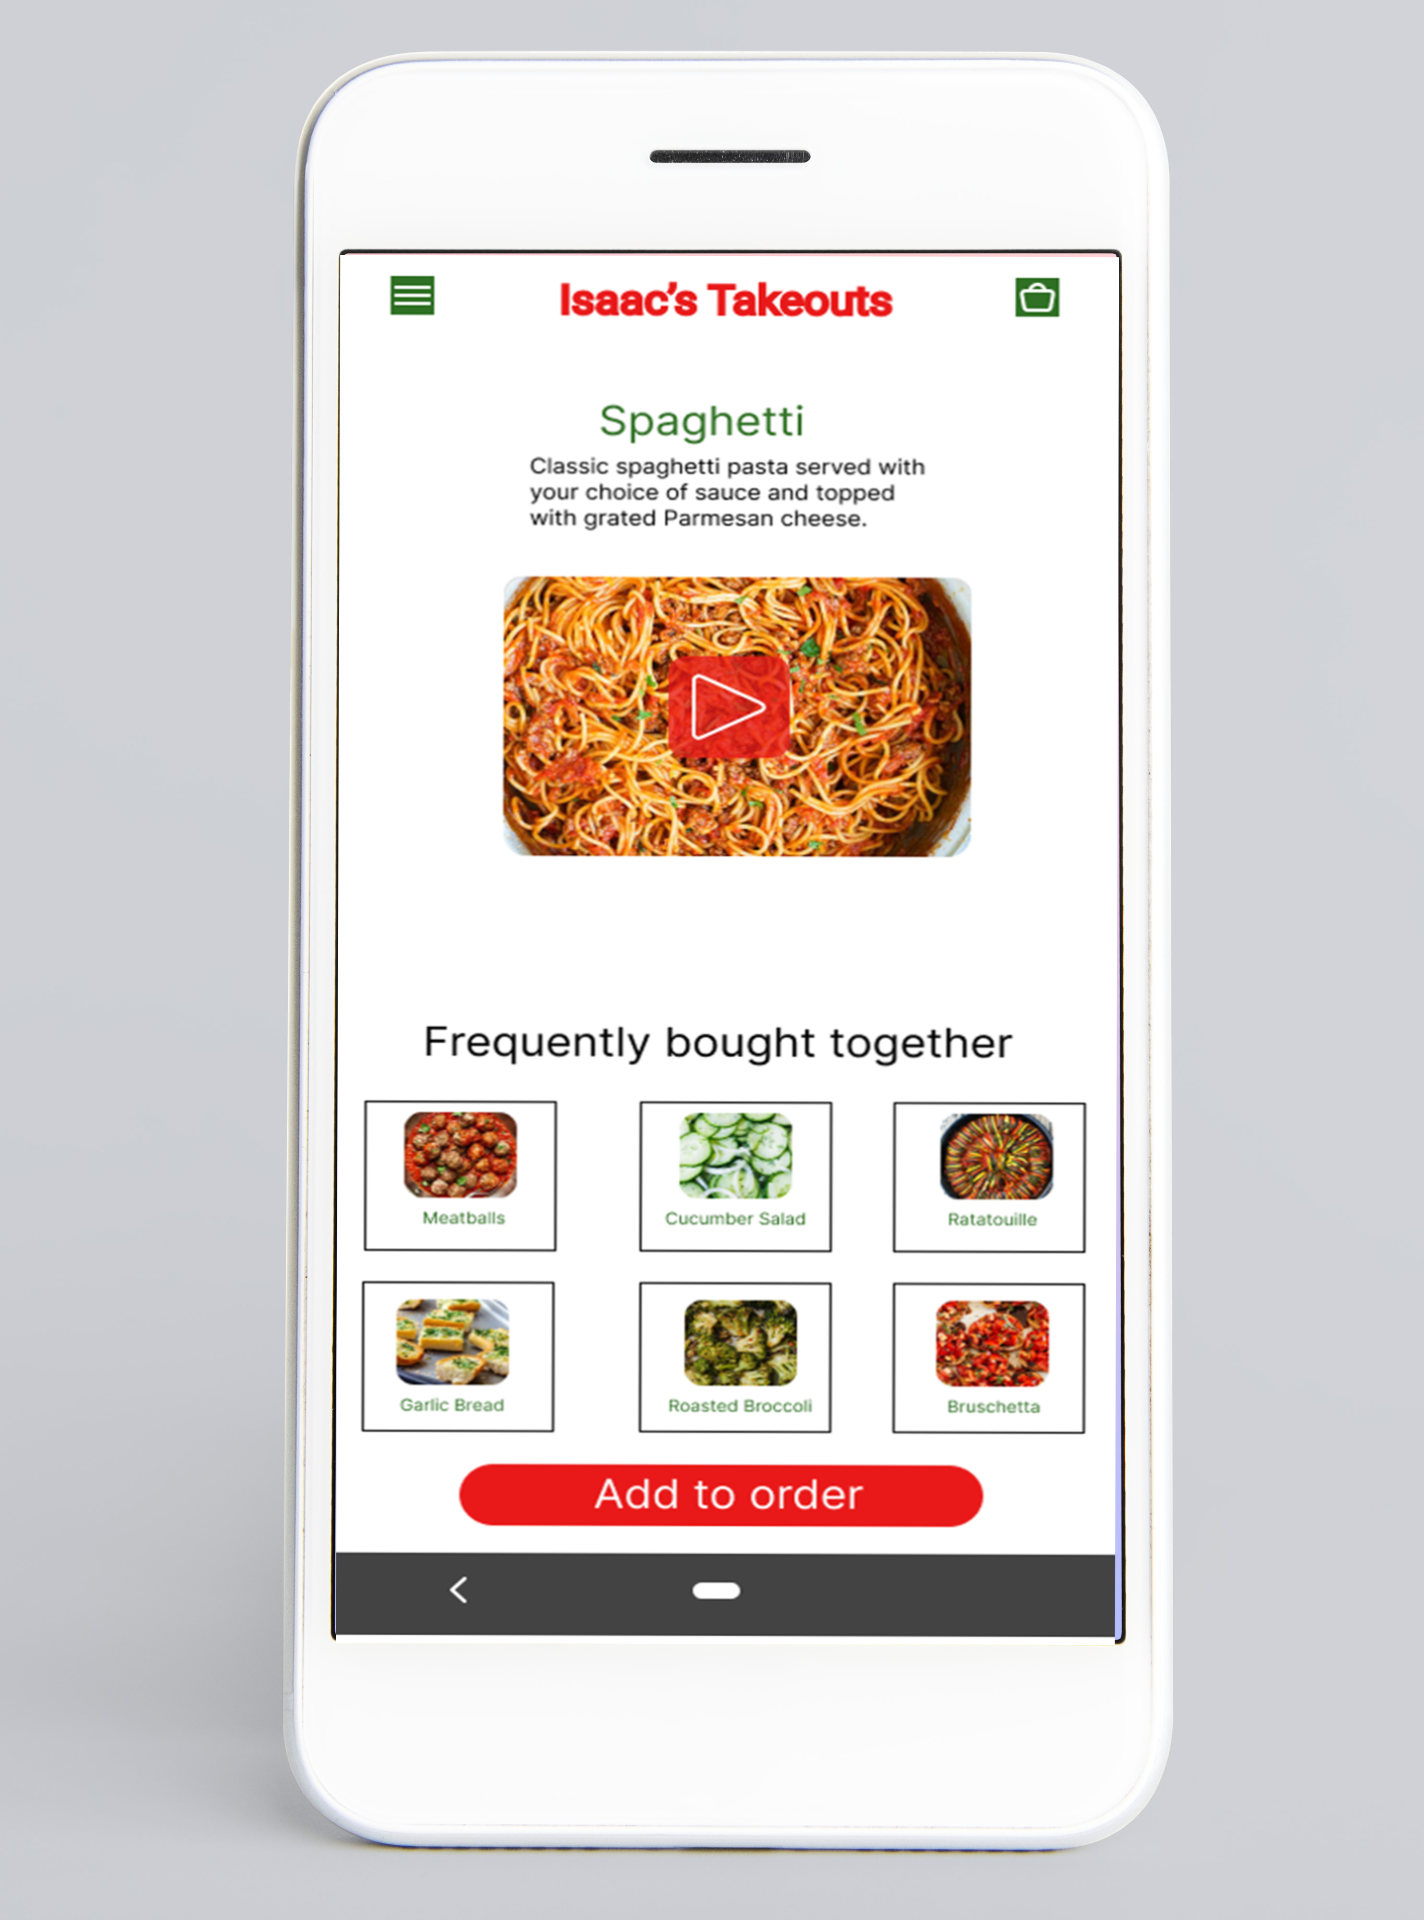 Isaac's Takeouts
Spaghetti
Classic spaghetti pasta served with
your choice of sauce and topped
with grated Parmesan cheese.
Frequently bought together
Meatballs
Cucumber Salad
Ratatouille
Garlic Bread
Roasted Broccoli
Bruschetta
Add to order